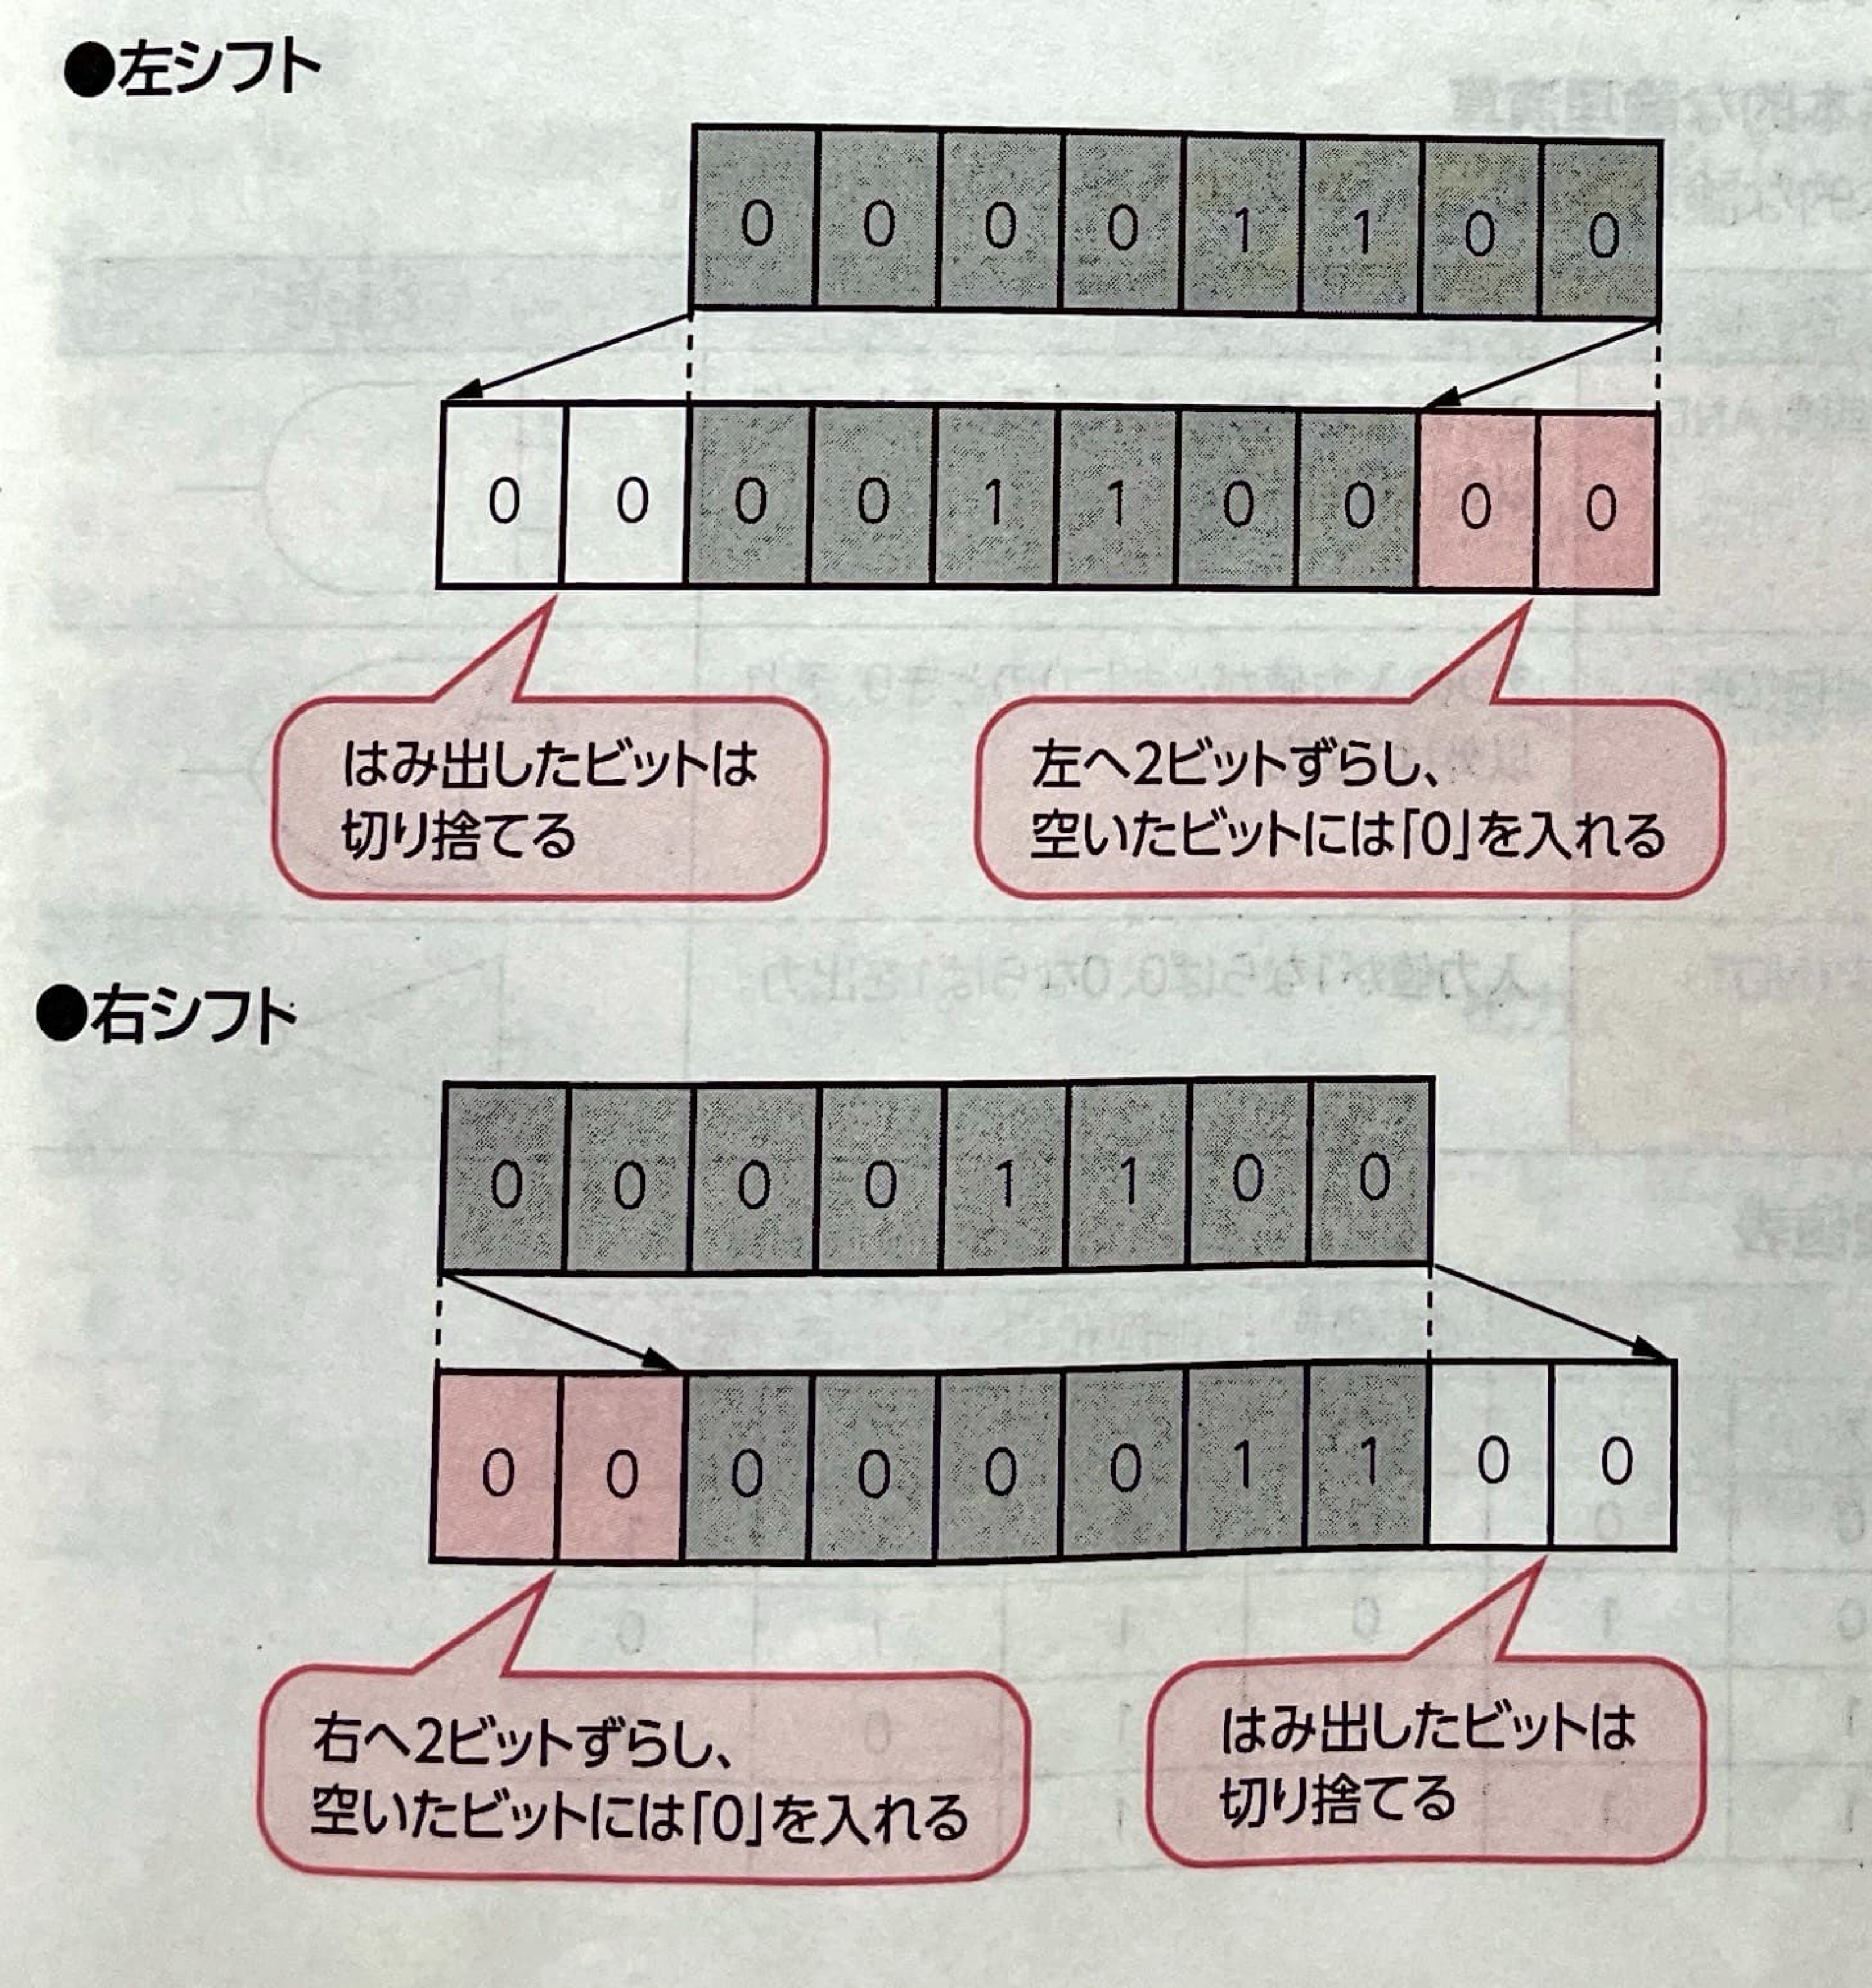 ●左シフト
0 0 0 0 1 1 0 0
0 0 0 0 1 1 0 0 0 0
はみ出したビットは
切り捨てる
左へ2ビットずらし、
空いたビットには「0」を入れる
●右シフト
0 0 0 0 1 1 0 0
0 0 0 0 0 0 1 1 0 0
右へ2ビットずらし、
空いたビットには「0」を入れる
はみ出したビットは
切り捨てる